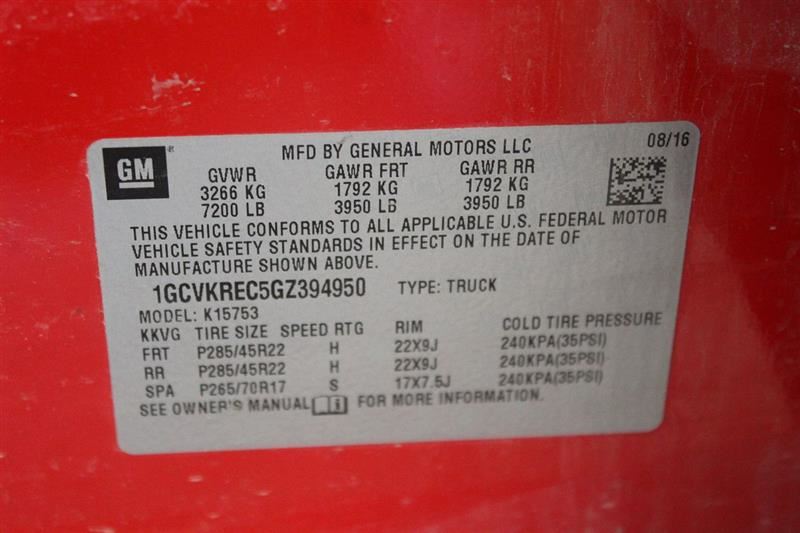 GM
MFD BY GENERAL MOTORS LLC 08/16
GVWR GAWR FRT GAWR RR
3266 KG 1792 KG 1792 KG
7200 LB 3950 LB 3950 LB
THIS VEHICLE CONFORMS TO ALL APPLICABLE U.S. FEDERAL MOTOR
VEHICLE SAFETY STANDARDS IN EFFECT ON THE DATE OF
MANUFACTURE SHOWN ABOVE.
1GCVKREC5GZ394950 TYPE: TRUCK
MODEL: K15753
KKVG TIRE SIZE SPEED RTG RIM COLD TIRE PRESSURE
FRT P285/45R22 H 22X9J 240KPA(35PSI)
RR P285/45R22 H 22X9J 240KPA(35PSI)
SPA P265/70R17 S 17X7.5J 240KPA(35PSI)
SEE OWNER'S MANUAL FOR MORE INFORMATION.